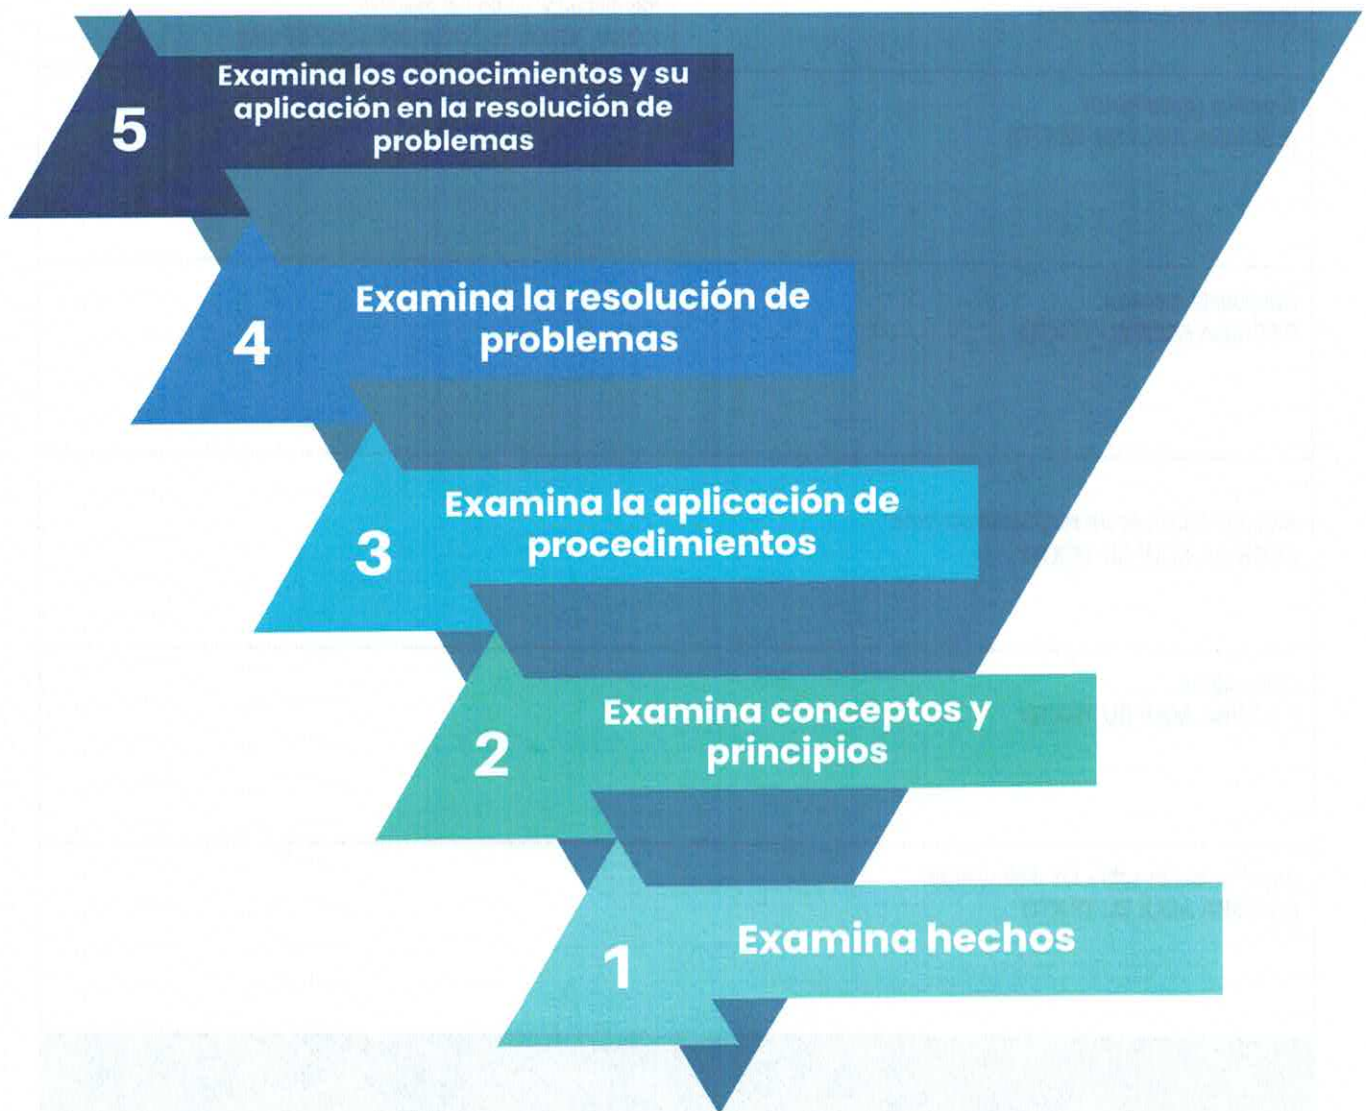 5
Examina los conocimientos y su
aplicación en la resolución de
problemas
4
Examina la resolución de
problemas
3
Examina la aplicación de
procedimientos
2
Examina conceptos y
principios
1
Examina hechos